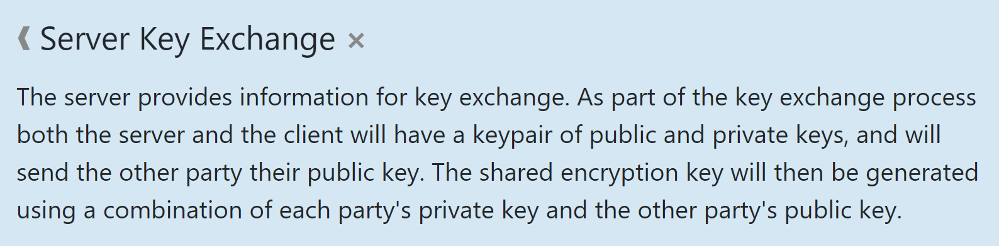 Server Key Exchange ×
The server provides information for key exchange. As part of the key exchange process
both the server and the client will have a keypair of public and private keys, and will
send the other party their public key. The shared encryption key will then be generated
using a combination of each party's private key and the other party's public key.